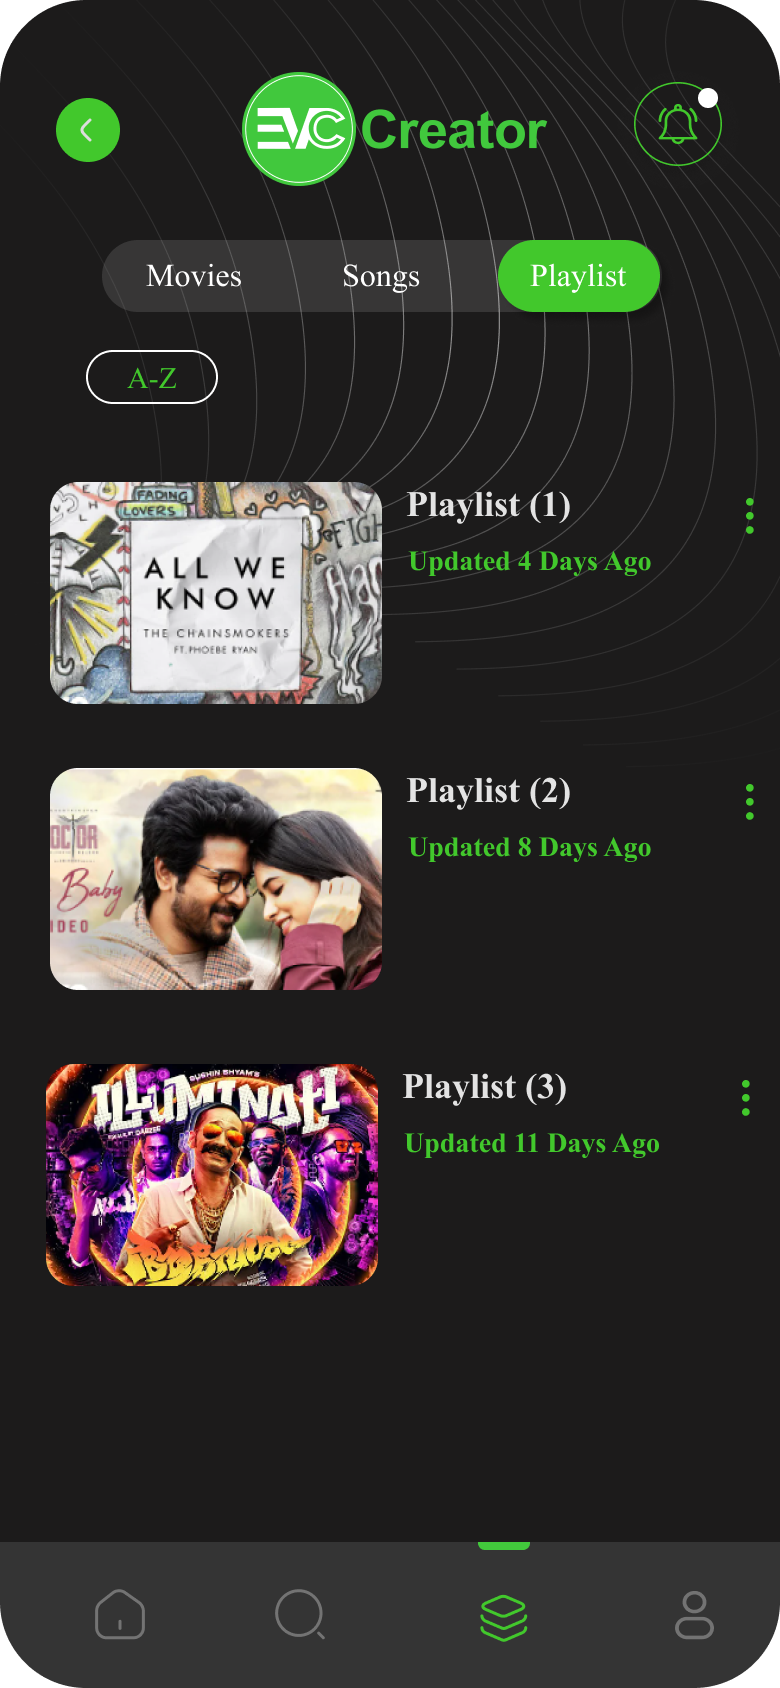 EVC Creator
Movies
Songs
Playlist
A-Z
FADING
LOVERS
FIGH
ALL WE
KNOW
THE CHAINSMOKERS
FT. PHOEBE RYAN
Playlist (1)
Updated 4 Days Ago
OCTOR
Baby
IDEO
Playlist (2)
Updated 8 Days Ago
SUSHIN SHYAM'S
ILLUMINATI
Playlist (3)
Updated 11 Days Ago